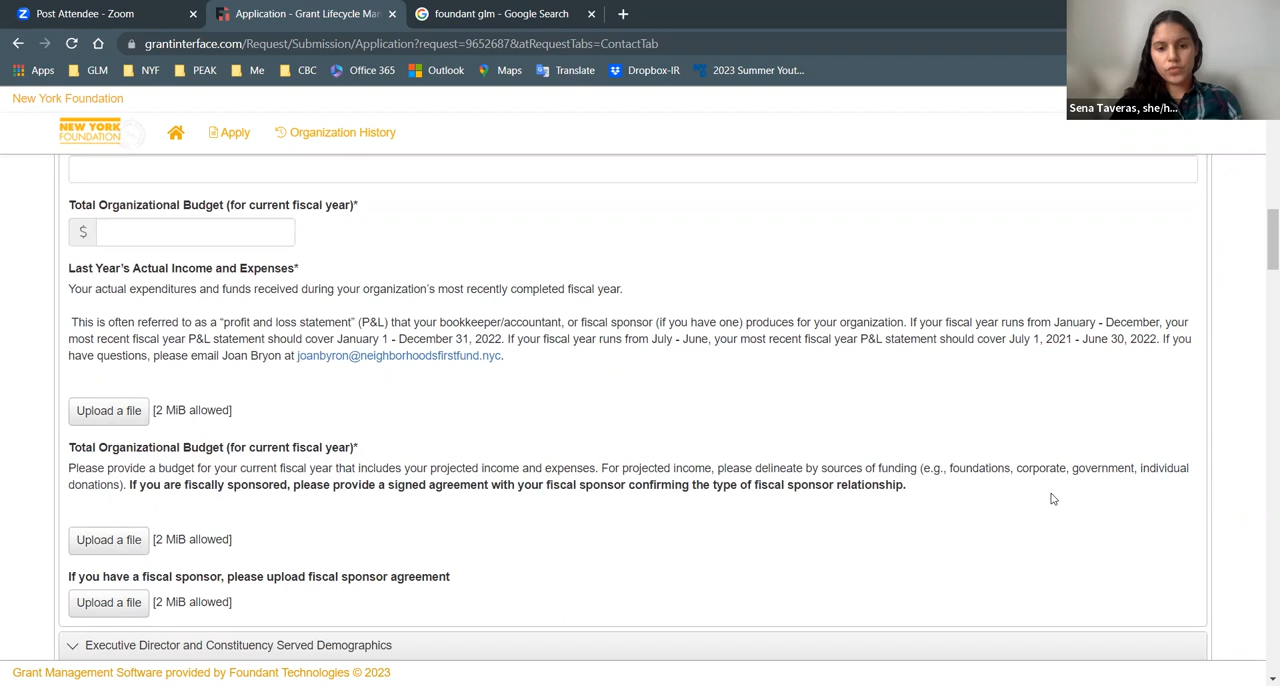 Post Attendee - Zoom
Application - Grant Lifecycle Mar
foundant glm - Google Search
grantinterface.com/Request/Submission/Application?request=9652687&atRequestTabs=ContactTab
Apps GLM NYF PEAK Me CBC Office 365 Outlook Maps Translate Dropbox-IR 2023 Summer Yout...
Sena Taveras, she/h...
New York Foundation
NEW YORK
FOUNDATION
Apply
Organization History
Total Organizational Budget (for current fiscal year)*
$
Last Year's Actual Income and Expenses*
Your actual expenditures and funds received during your organization's most recently completed fiscal year.
This is often referred to as a "profit and loss statement" (P&L) that your bookkeeper/accountant, or fiscal sponsor (if you have one) produces for your organization. If your fiscal year runs from January - December, your
most recent fiscal year P&L statement should cover January 1 - December 31, 2022. If your fiscal year runs from July - June, your most recent fiscal year P&L statement should cover July 1, 2021 - June 30, 2022. If you
have questions, please email Joan Bryon at joanbyron@neighborhoodsfirstfund.nyc.
Upload a file [2 MiB allowed]
Total Organizational Budget (for current fiscal year)*
Please provide a budget for your current fiscal year that includes your projected income and expenses. For projected income, please delineate by sources of funding (e.g., foundations, corporate, government, individual
donations). If you are fiscally sponsored, please provide a signed agreement with your fiscal sponsor confirming the type of fiscal sponsor relationship.
Upload a file [2 MiB allowed]
If you have a fiscal sponsor, please upload fiscal sponsor agreement
Upload a file [2 MiB allowed]
Executive Director and Constituency Served Demographics
Grant Management Software provided by Foundant Technologies © 2023